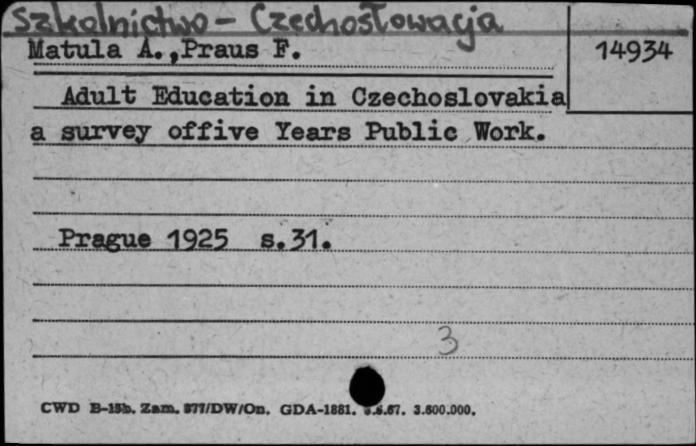 Szkolnictwo - Czechosłowacja
Matula A.,Praus F.
14934
Adult Education in Czechoslovakia
a survey offive Years Public Work.
Prague 1925 s.31.
3
CWD B-15b. Zam. 877/DW/On. GDA-1881. 3.600.000.